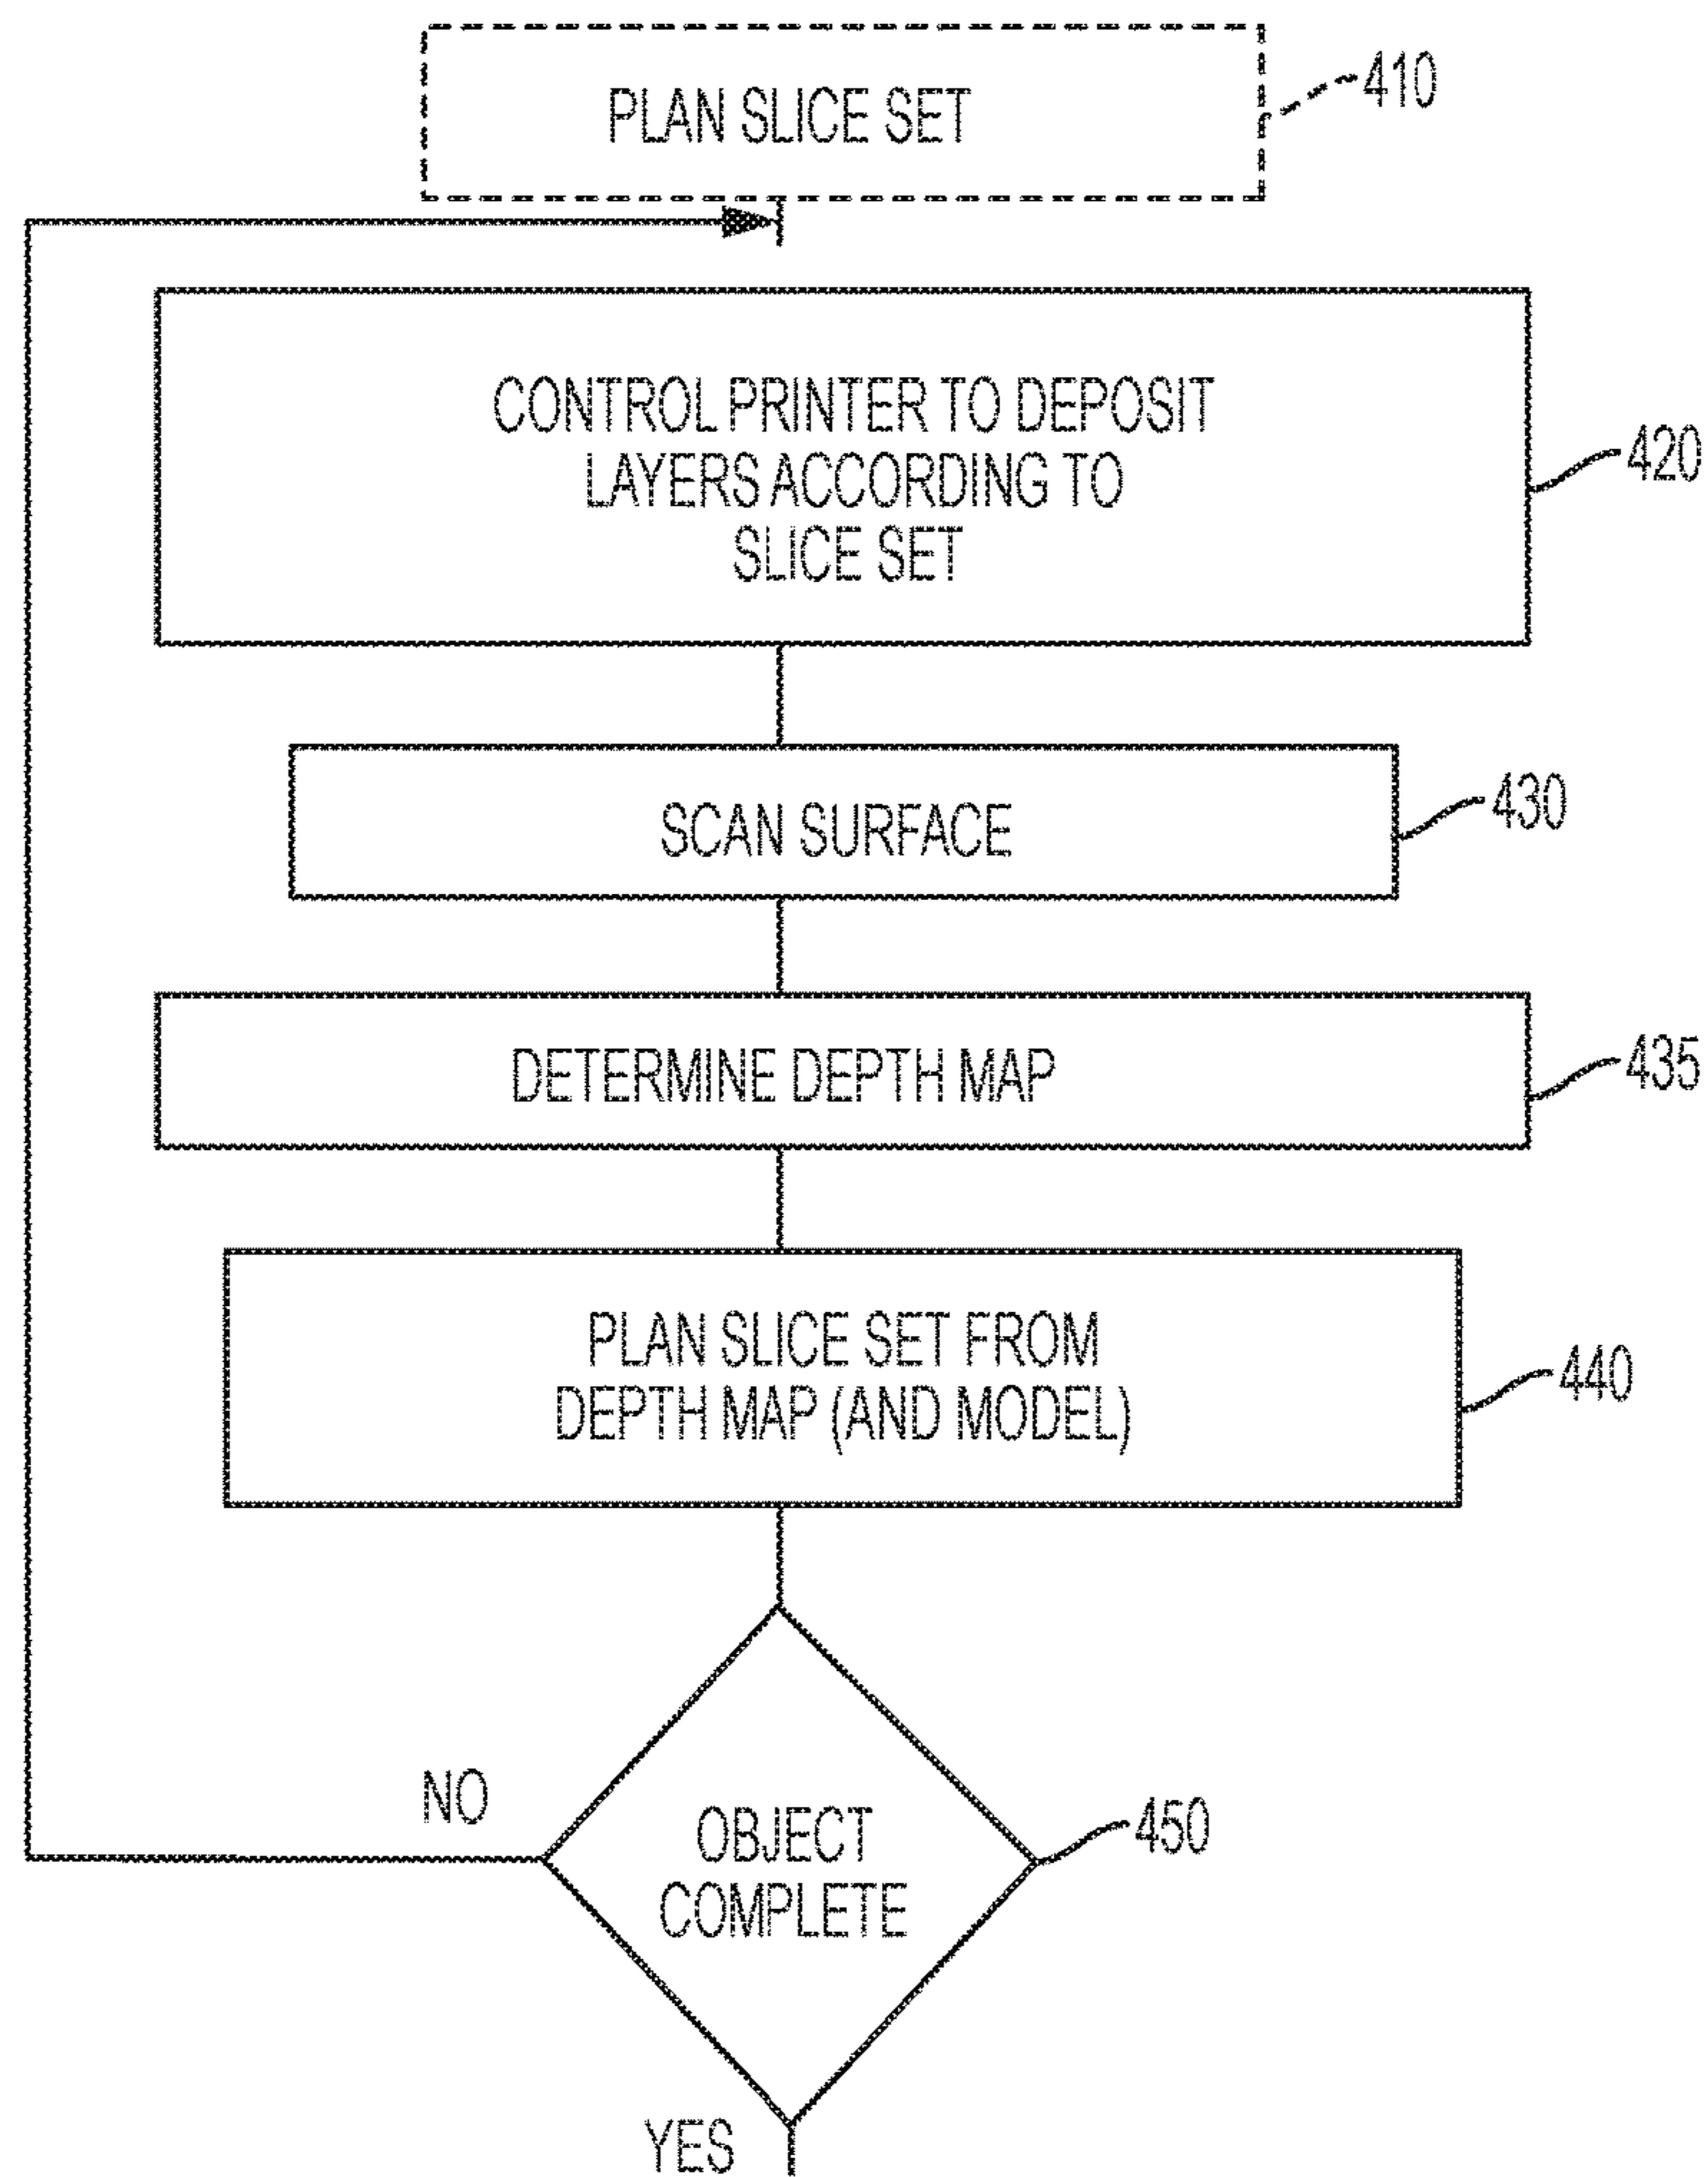 PLAN SLICE SET
410
CONTROL PRINTER TO DEPOSIT
LAYERS ACCORDING TO
SLICE SET
420
SCAN SURFACE
430
DETERMINE DEPTH MAP
435
PLAN SLICE SET FROM
DEPTH MAP (AND MODEL)
440
NO
OBJECT
COMPLETE
450
YES